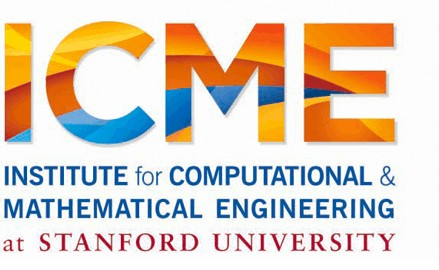 ICME
INSTITUTE for COMPUTATIONAL &
MATHEMATICAL ENGINEERING
at STANFORD UNIVERSITY